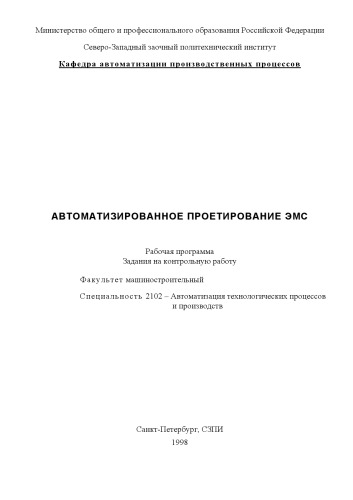 Министерство общего и профессионального образования Российской Федерации
Северо-Западный заочный политехнический институт
Кафедра автоматизации производственных процессов
АВТОМАТИЗИРОВАННОЕ ПРОЕТИРОВАНИЕ ЭМС
Рабочая программа
Задания на контрольную работу
Факультет машиностроительный
Специальность 2102 – Автоматизация технологических процессов
и производств
Санкт-Петербург, СЗПИ
1998